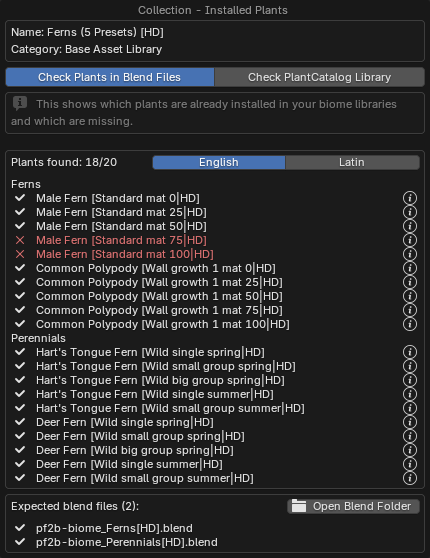 Collection - Installed Plants
Name: Ferns (5 Presets) [HD]
Category: Base Asset Library
Check Plants in Blend Files
Check PlantCatalog Library
This shows which plants are already installed in your biome libraries
and which are missing.
Plants found: 18/20
English
Latin
Ferns
Male Fern [Standard mat 0|HD]
Male Fern [Standard mat 25|HD]
Male Fern [Standard mat 50|HD]
Male Fern [Standard mat 75|HD]
Male Fern [Standard mat 100|HD]
Common Polypody [Wall growth 1 mat 0|HD]
Common Polypody [Wall growth 1 mat 25|HD]
Common Polypody [Wall growth 1 mat 50|HD]
Common Polypody [Wall growth 1 mat 75|HD]
Common Polypody [Wall growth 1 mat 100|HD]
Perennials
Hart's Tongue Fern [Wild single spring|HD]
Hart's Tongue Fern [Wild small group spring|HD]
Hart's Tongue Fern [Wild big group spring|HD]
Hart's Tongue Fern [Wild single summer|HD]
Hart's Tongue Fern [Wild small group summer|HD]
Deer Fern [Wild single spring|HD]
Deer Fern [Wild small group spring|HD]
Deer Fern [Wild big group spring|HD]
Deer Fern [Wild single summer|HD]
Deer Fern [Wild small group summer|HD]
Expected blend files (2):
Open Blend Folder
pf2b-biome_Ferns[HD].blend
pf2b-biome_Perennials[HD].blend